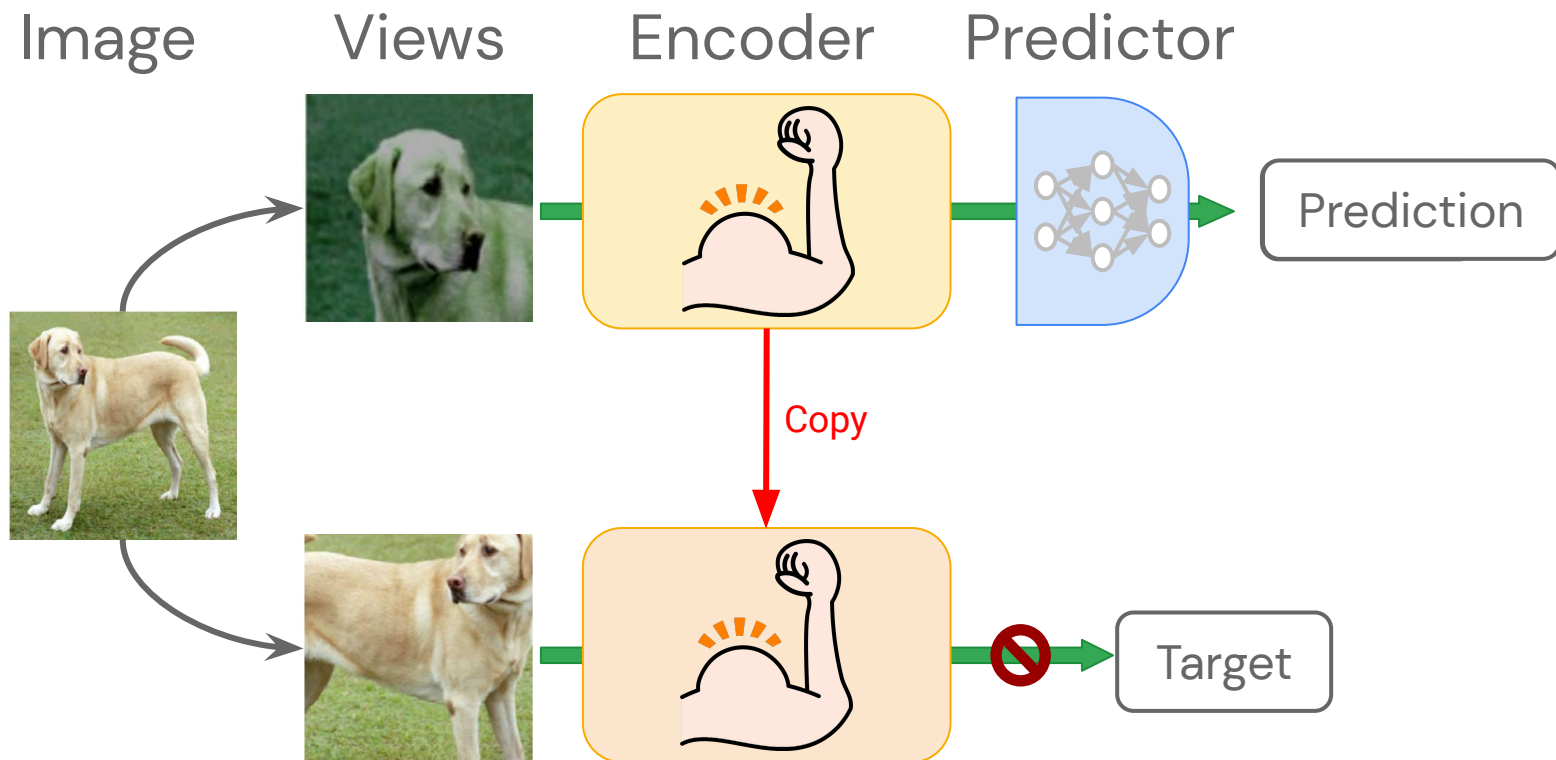 Image
Views
Encoder
Predictor
Prediction
Copy
Target